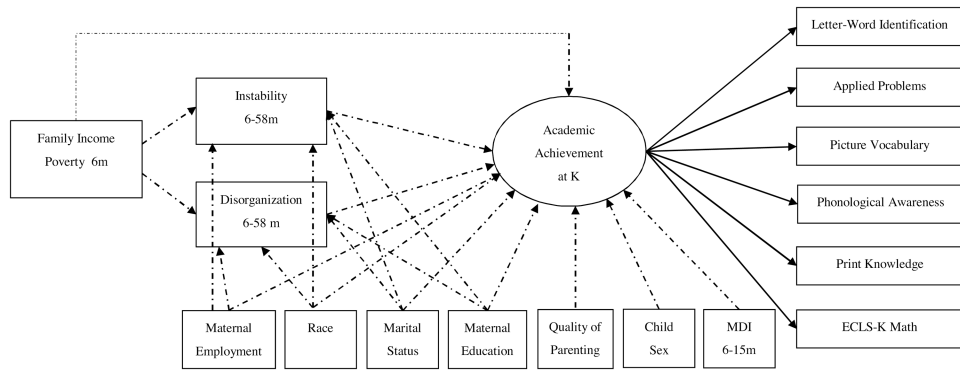 Letter-Word Identification
Applied Problems
Picture Vocabulary
Phonological Awareness
Print Knowledge
ECLS-K Math
Instability
6-58m
Family Income
Poverty 6m
Disorganization
6-58 m
Academic
Achievement
at K
Maternal
Employment
Race
Marital
Status
Maternal
Education
Quality of
Parenting
Child
Sex
MDI
6-15m